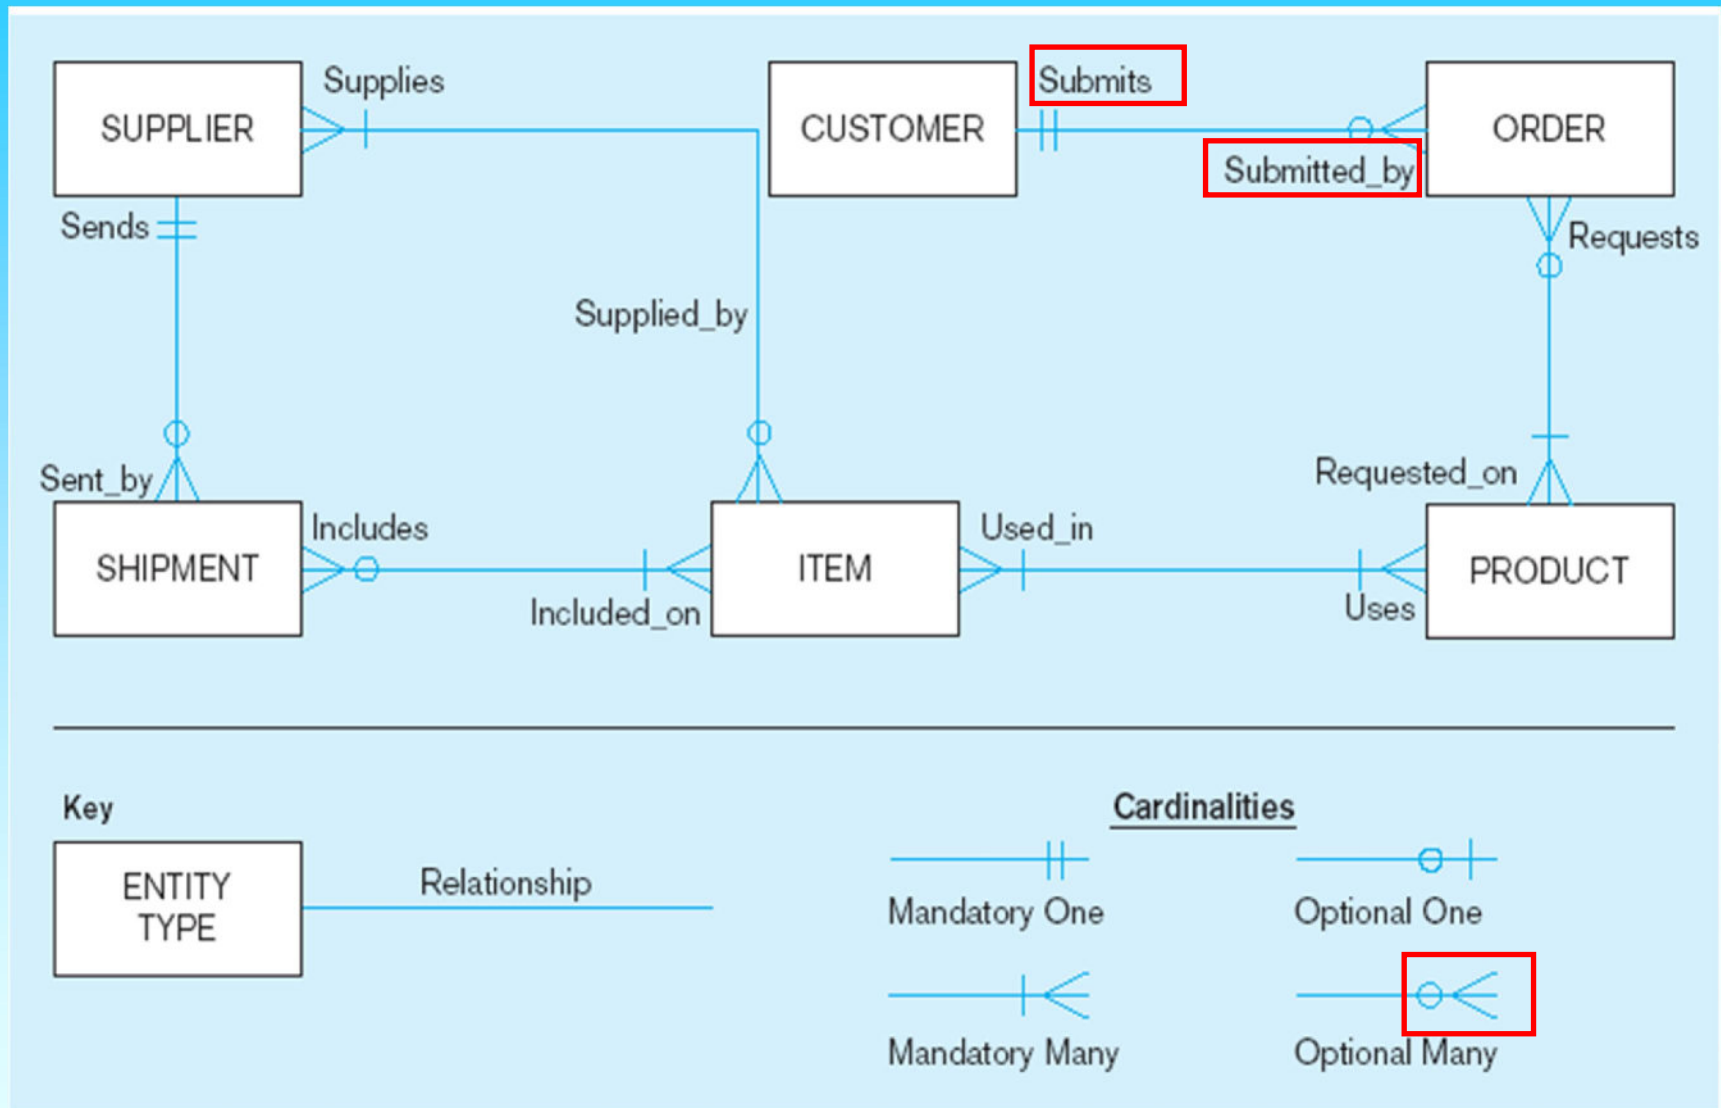 Supplies
Submits
SUPPLIER
CUSTOMER
ORDER
Submitted_by
Sends
Requests
Supplied_by
Sent_by
Requested_on
Includes
Used_in
SHIPMENT
ITEM
PRODUCT
Included_on
Uses
Key
Cardinalities
ENTITY
TYPE
Relationship
Mandatory One
Optional One
Mandatory Many
Optional Many